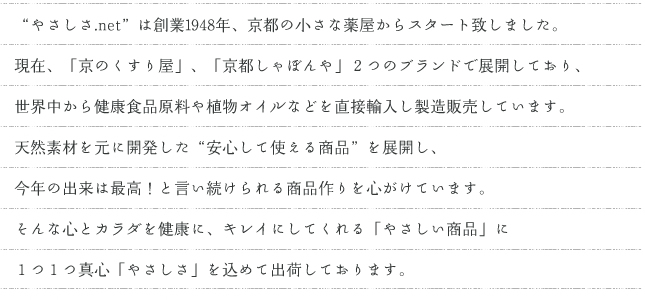 “やさしさ.net”は創業1948年、京都の小さな薬屋からスタート致しました。
現在、「京のくすり屋」、「京都しゃぼんや」２つのブランドで展開しており、
世界中から健康食品原料や植物オイルなどを直接輸入し製造販売しています。
天然素材を元に開発した“安心して使える商品”を展開し、
今年の出来は最高！と言い続けられる商品作りを心がけています。
そんな心とカラダを健康に、キレイにしてくれる「やさしい商品」に
１つ１つ真心「やさしさ」を込めて出荷しております。